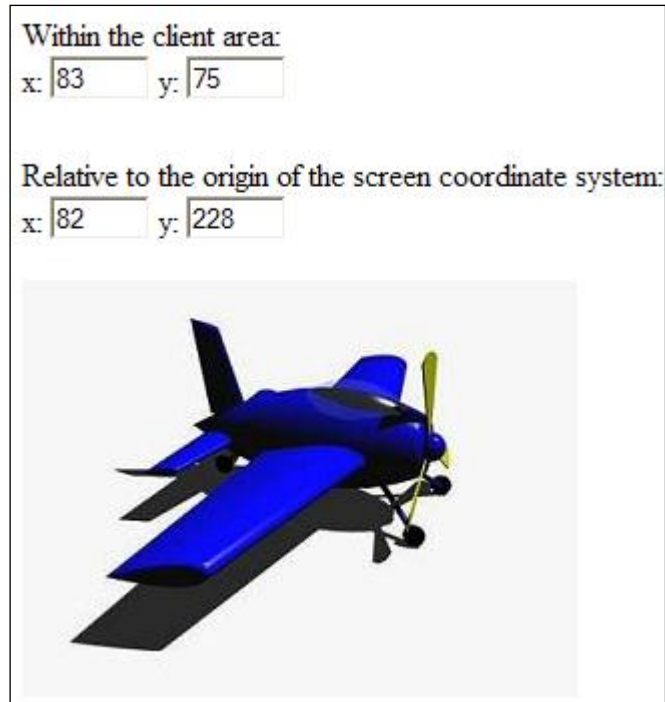 Within the client area:
x: 83 y: 75
Relative to the origin of the screen coordinate system:
x: 82 y: 228